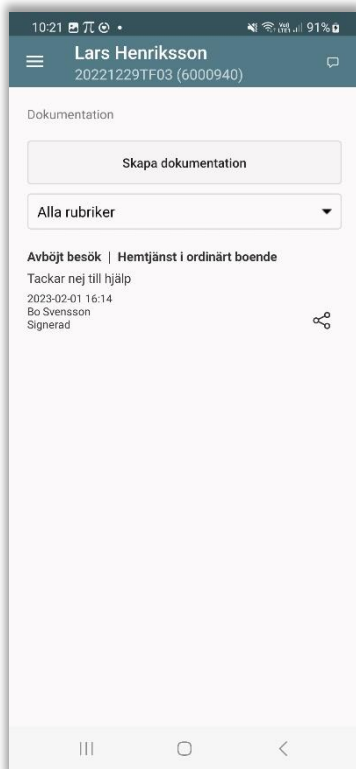 10:21
91%
Lars Henriksson
20221229TF03 (6000940)
Dokumentation
Skapa dokumentation
Alla rubriker
Avböjt besök | Hemtjänst i ordinärt boende
Tackar nej till hjälp
2023-02-01 16:14
Bo Svensson
Signerad